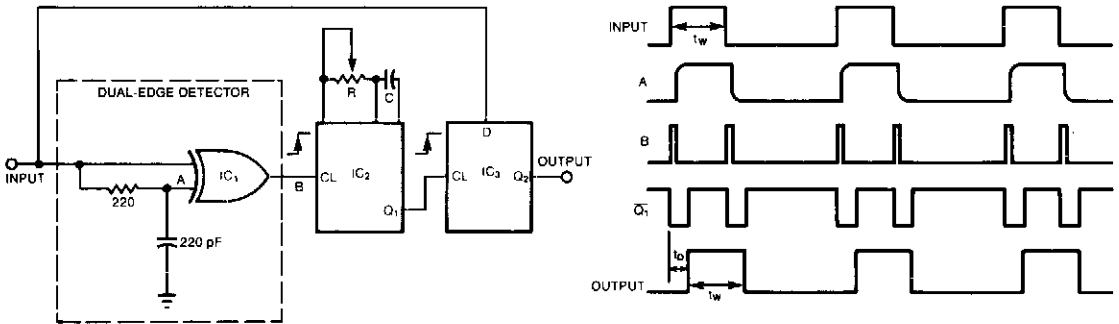 DUAL-EDGE DETECTOR
INPUT
A
220
220 pF
IC1
B
R
C
CL
IC2
Q1
D
CL
IC3
Q2
OUTPUT
INPUT
tW
A
B
Q̅1
tD
OUTPUT
tW